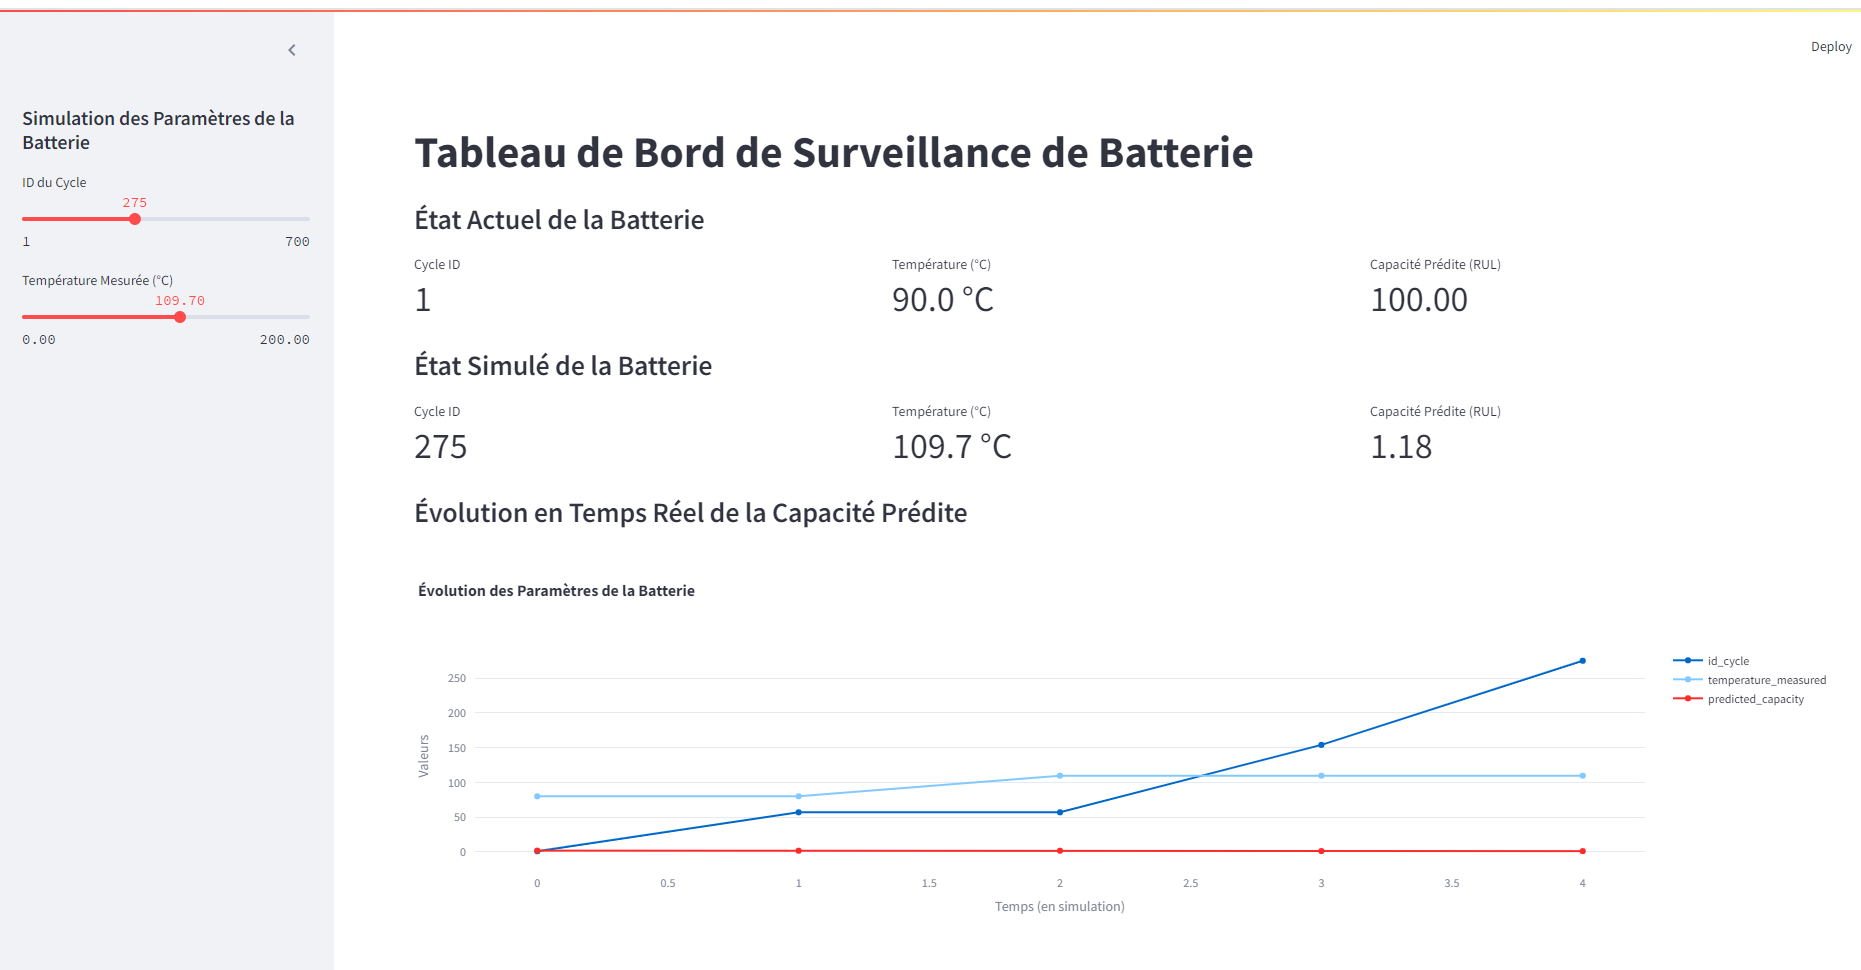 Deploy
Simulation des Paramètres de la
Batterie
ID du Cycle
275
1 700
Température Mesurée (°C)
109.70
0.00 200.00
Tableau de Bord de Surveillance de Batterie
État Actuel de la Batterie
Cycle ID Température (°C) Capacité Prédite (RUL)
1 90.0 °C 100.00
État Simulé de la Batterie
Cycle ID Température (°C) Capacité Prédite (RUL)
275 109.7 °C 1.18
Évolution en Temps Réel de la Capacité Prédite
Évolution des Paramètres de la Batterie
id_cycle
temperature_measured
predicted_capacity
Valeurs
250
200
150
100
50
0
0 0.5 1 1.5 2 2.5 3 3.5 4
Temps (en simulation)